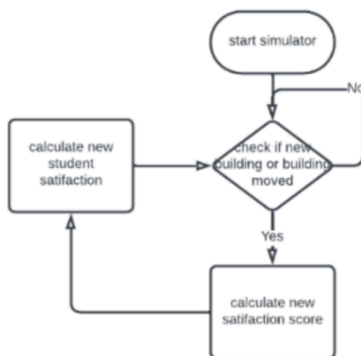 start simulator
No
check if new
building or building
moved
calculate new
student
satifaction
Yes
calculate new
satifaction score